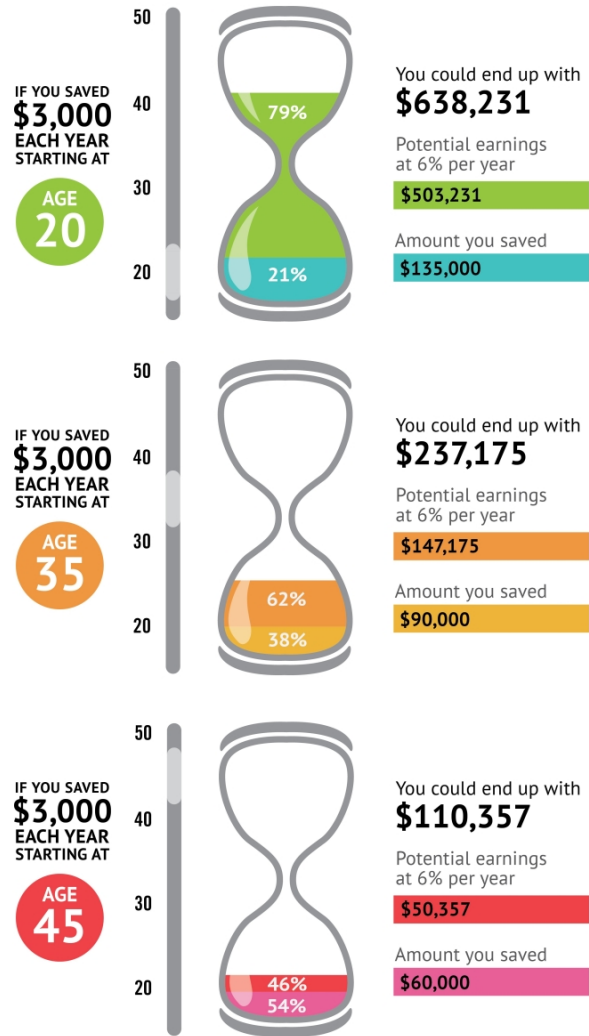 50
40
30
20
IF YOU SAVED
$3,000
EACH YEAR
STARTING AT
AGE
20
79%
21%
You could end up with
$638,231
Potential earnings
at 6% per year
$503,231
Amount you saved
$135,000
50
40
30
20
IF YOU SAVED
$3,000
EACH YEAR
STARTING AT
AGE
35
62%
38%
You could end up with
$237,175
Potential earnings
at 6% per year
$147,175
Amount you saved
$90,000
50
40
30
20
IF YOU SAVED
$3,000
EACH YEAR
STARTING AT
AGE
45
46%
54%
You could end up with
$110,357
Potential earnings
at 6% per year
$50,357
Amount you saved
$60,000